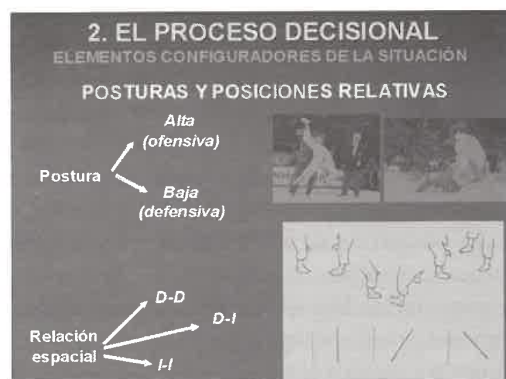 2. EL PROCESO DECISIONAL
ELEMENTOS CONFIGURADORES DE LA SITUACIÓN
POSTURAS Y POSICIONES RELATIVAS
Alta
(ofensiva)
Postura
Baja
(defensiva)
D-D
D-I
Relación
espacial
I-I